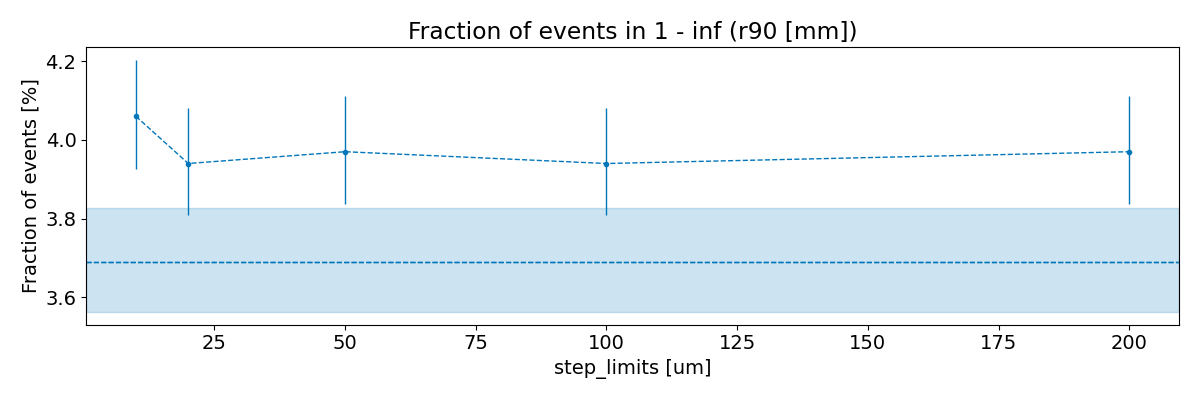 Fraction of events in 1 - inf (r90 [mm])
Fraction of events [%]
4.2
4.0
3.8
3.6
25 50 75 100 125 150 175 200
step_limits [um]